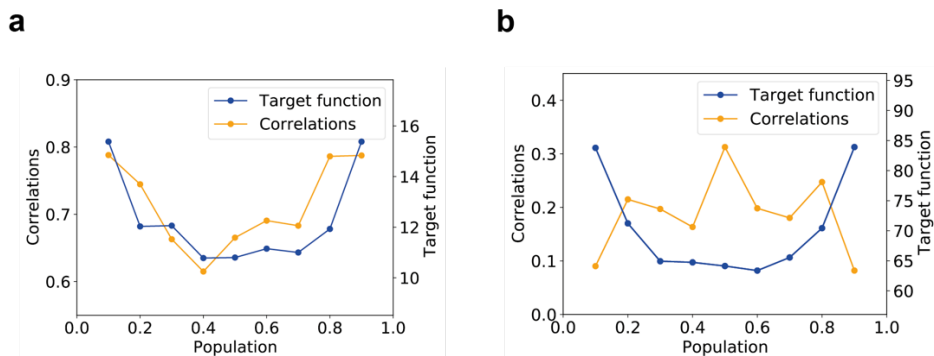 a
b
0.9
0.8
0.7
0.6
Correlations
Target function
Correlations
16
14
12
10
Target function
0.0
0.2
0.4
0.6
0.8
1.0
Population
0.4
0.3
0.2
0.1
0.0
Correlations
Target function
Correlations
95
90
85
80
75
70
65
60
Target function
0.0
0.2
0.4
0.6
0.8
1.0
Population